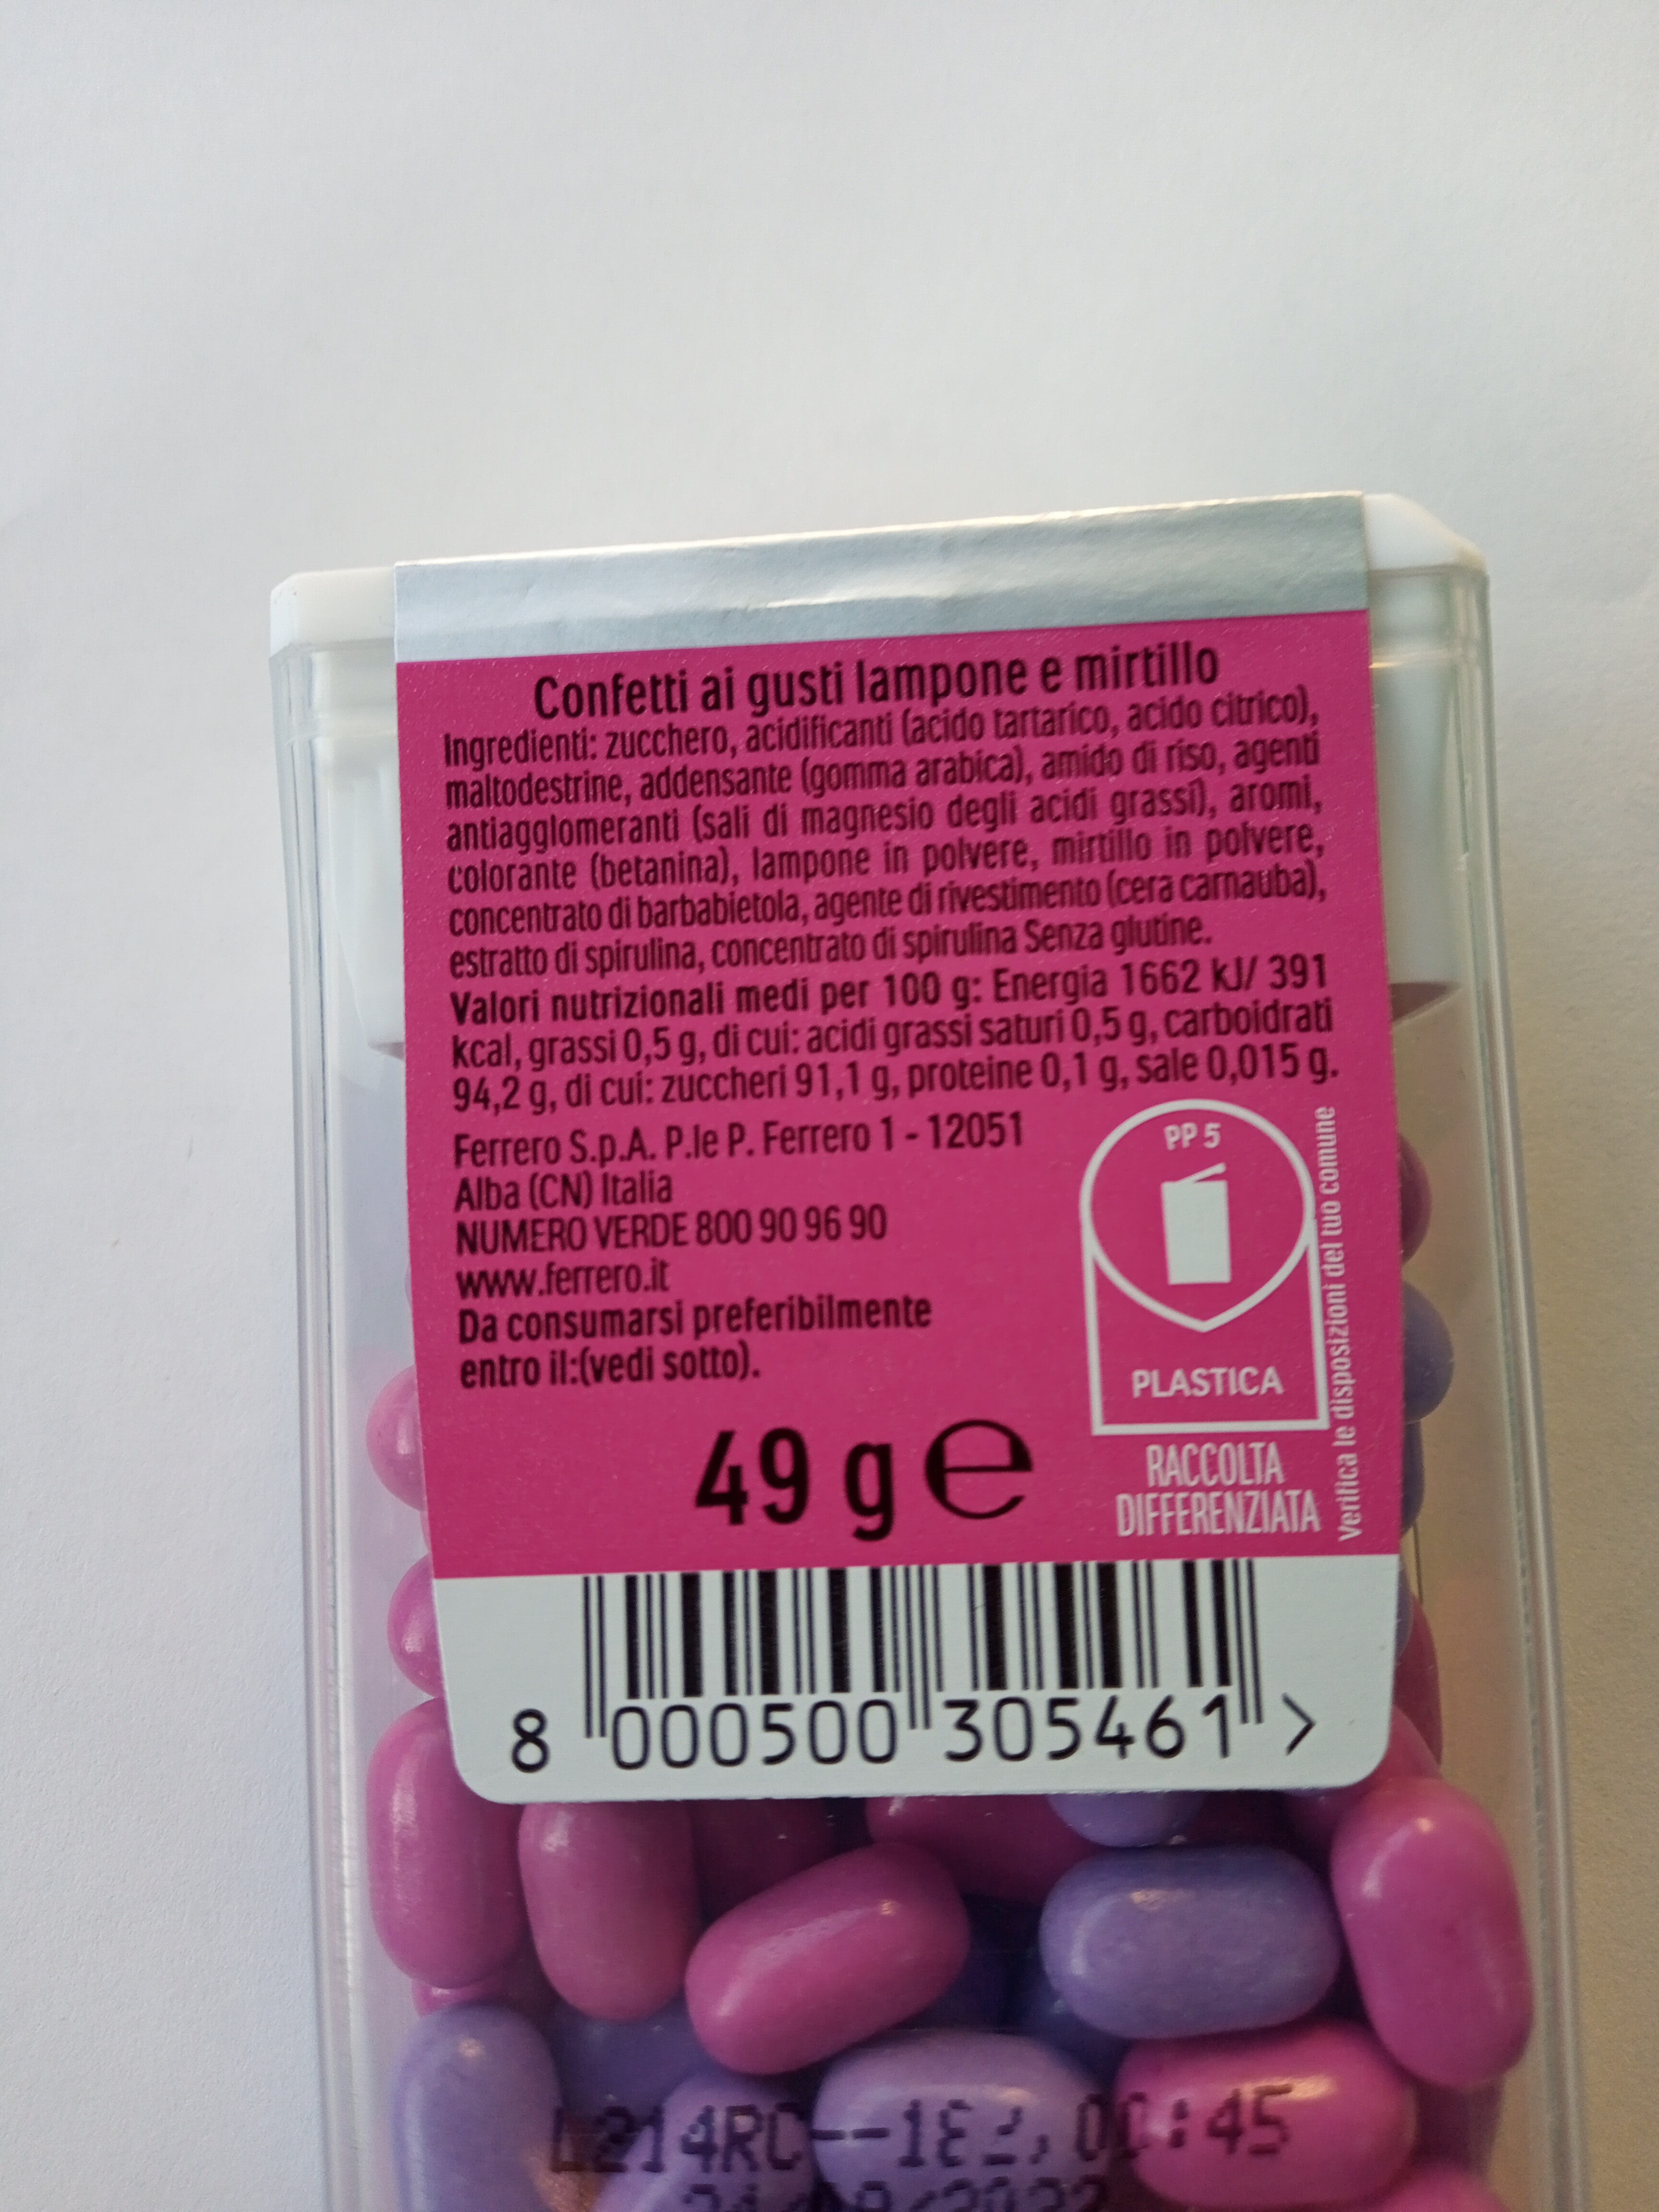 Confetti ai gusti lampone e mirtillo
Ingredienti: zucchero, acidificanti (acido tartarico, acido citrico),
maltodestrine, addensante (gomma arabica), amido di riso, agenti
antiagglomeranti (sali di magnesio degli acidi grassi), aromi,
colorante (betanina), lampone in polvere, mirtillo in polvere,
concentrato di barbabietola, agente di rivestimento (cera carnauba),
estratto di spirulina, concentrato di spirulina Senza glutine.
Valori nutrizionali medi per 100 g: Energia 1662 kJ/ 391
kcal, grassi 0,5 g, di cui: acidi grassi saturi 0,5 g, carboidrati
94,2 g, di cui: zuccheri 91,1 g, proteine 0,1 g, sale 0,015 g.
Ferrero S.p.A. P.le P. Ferrero 1 - 12051
Alba (CN) Italia
NUMERO VERDE 800 90 96 90
www.ferrero.it
Da consumarsi preferibilmente
entro il:(vedi sotto).
49 g e
PP 5
PLASTICA
RACCOLTA
DIFFERENZIATA
Verifica le disposizioni del tuo comune
8 000500 305461 >
L214RC